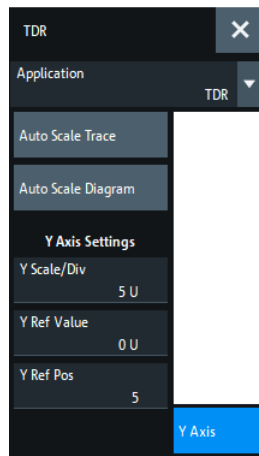 TDR
Application
TDR
Auto Scale Trace
Auto Scale Diagram
Y Axis Settings
Y Scale/Div
5 U
Y Ref Value
0 U
Y Ref Pos
5
Y Axis